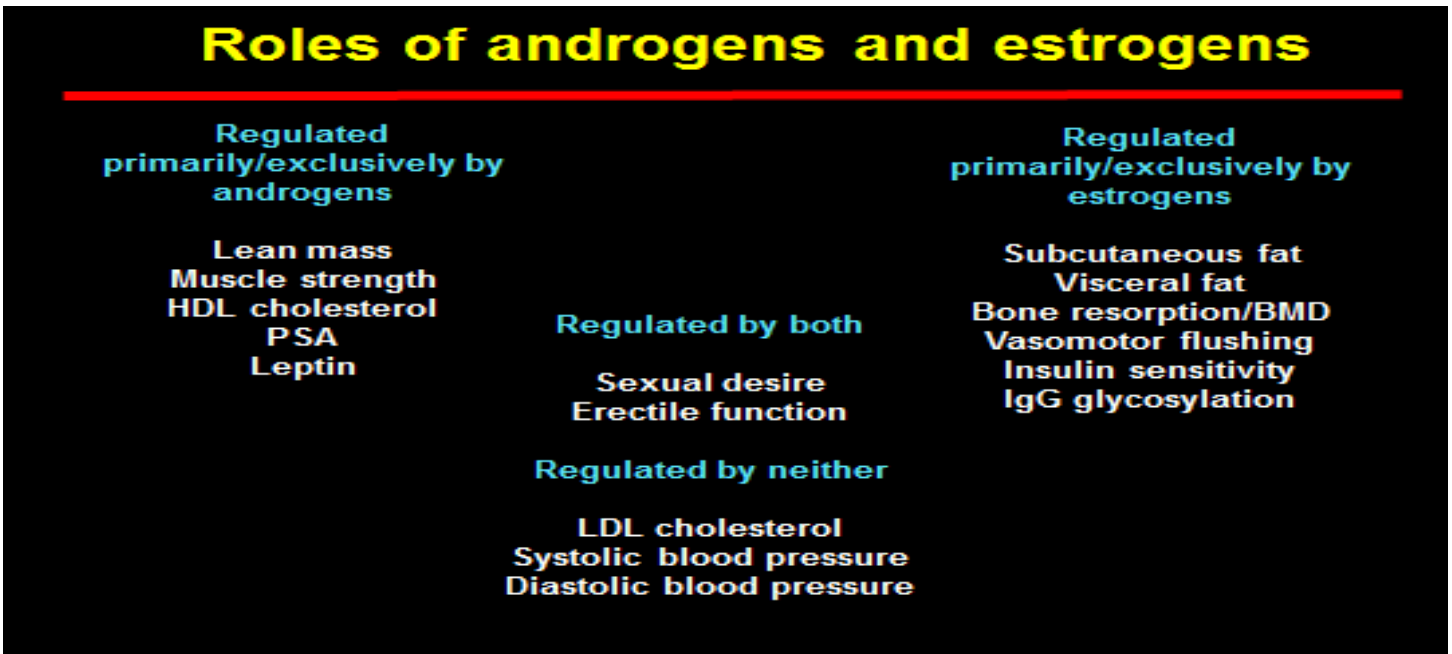 Roles of androgens and estrogens
Regulated
primarily/exclusively by
androgens
Lean mass
Muscle strength
HDL cholesterol
PSA
Leptin
Regulated by both
Sexual desire
Erectile function
Regulated by neither
LDL cholesterol
Systolic blood pressure
Diastolic blood pressure
Regulated
primarily/exclusively by
estrogens
Subcutaneous fat
Visceral fat
Bone resorption/BMD
Vasomotor flushing
Insulin sensitivity
IgG glycosylation